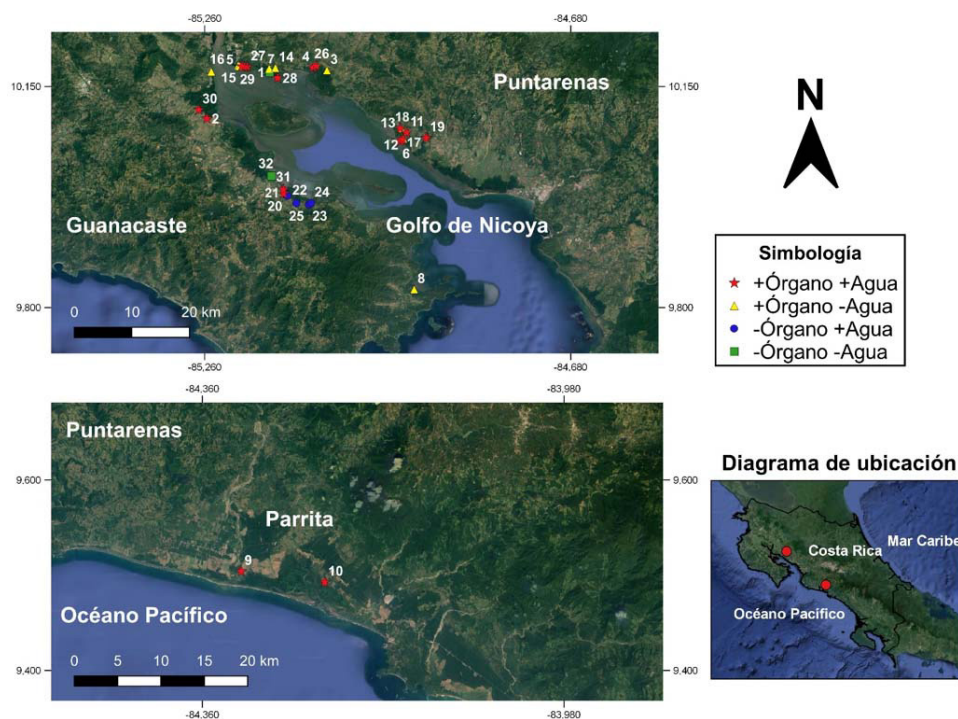 -85,260
-84,680
16 5 27 7 14 4 26 3
15 29 1 28
10,150
10,150
Puntarenas
N
30
2
18
13 11 19
12 17
6
32
31
21 22 24
20
25 23
Guanacaste
Golfo de Nicoya
8
9,800
9,800
0 10 20 km
-85,260
-84,680
Simbología
+Órgano +Agua
+Órgano -Agua
-Órgano +Agua
-Órgano -Agua
-84,360
-83,980
Puntarenas
9,600
9,600
Parrita
9
10
Océano Pacífico
0 5 10 15 20 km
9,400
9,400
-84,360
-83,980
Diagrama de ubicación
Mar Caribe
Costa Rica
Océano Pacífico